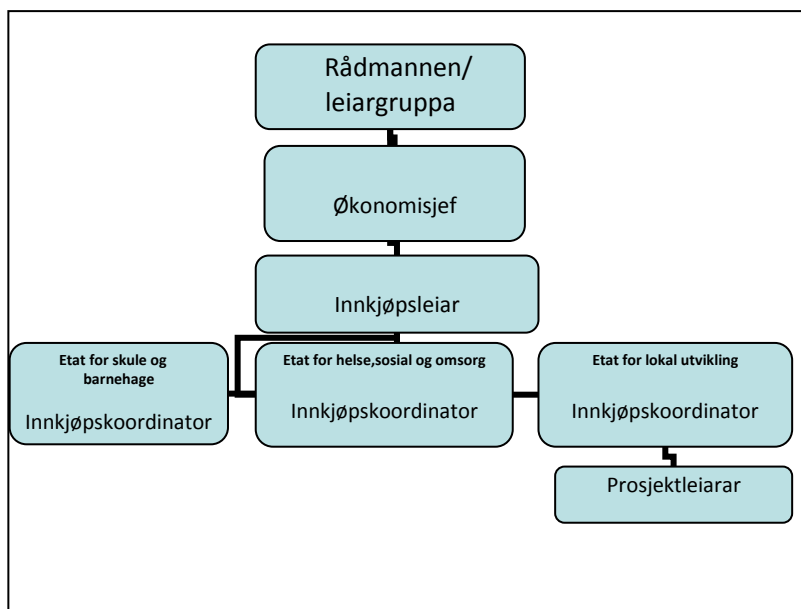 Rådmannen/
leiargruppa
Økonomisjef
Innkjøpsleiar
Etat for skule og
barnehage
Innkjøpskoordinator
Etat for helse,sosial og omsorg
Innkjøpskoordinator
Etat for lokal utvikling
Innkjøpskoordinator
Prosjektleiarar